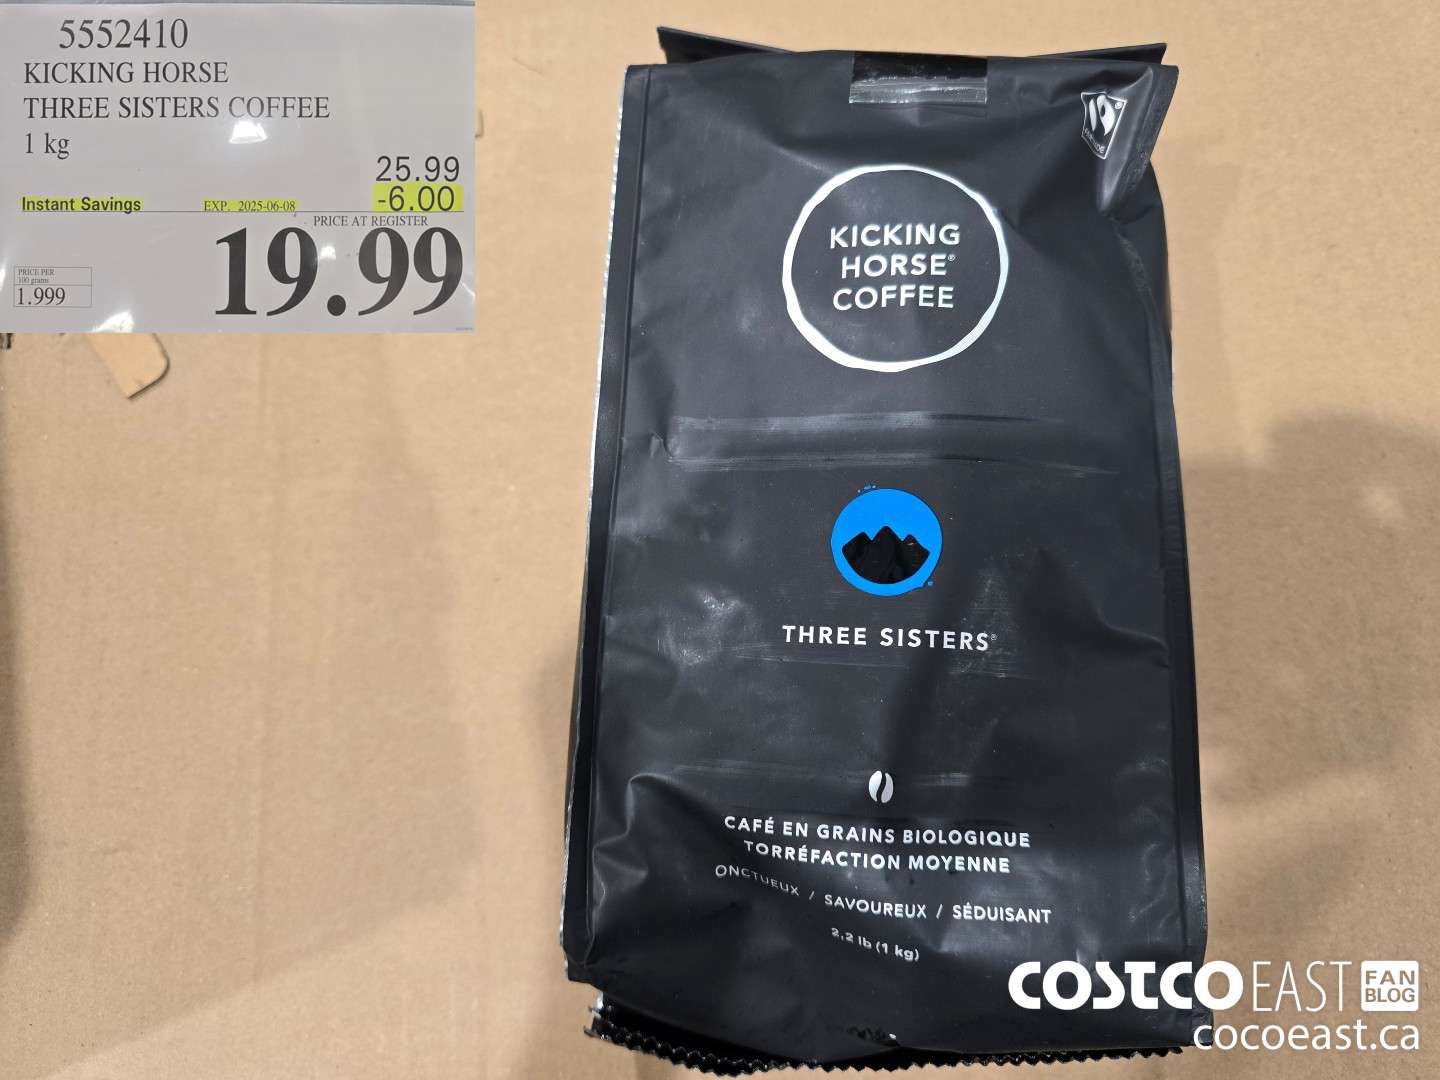 5552410
KICKING HORSE
THREE SISTERS COFFEE
1 kg
25.99
Instant Savings EXP. 2025-06-08 -6.00
PRICE AT REGISTER
19.99
PRICE PER
100 grams
1.999
KICKING
HORSE®
COFFEE
THREE SISTERS®
CAFÉ EN GRAINS BIOLOGIQUE
TORRÉFACTION MOYENNE
ONCTUEUX / SAVOUREUX / SÉDUISANT
2.2 lb (1 kg)
COSTCO EAST FAN BLOG
cocoeast.ca